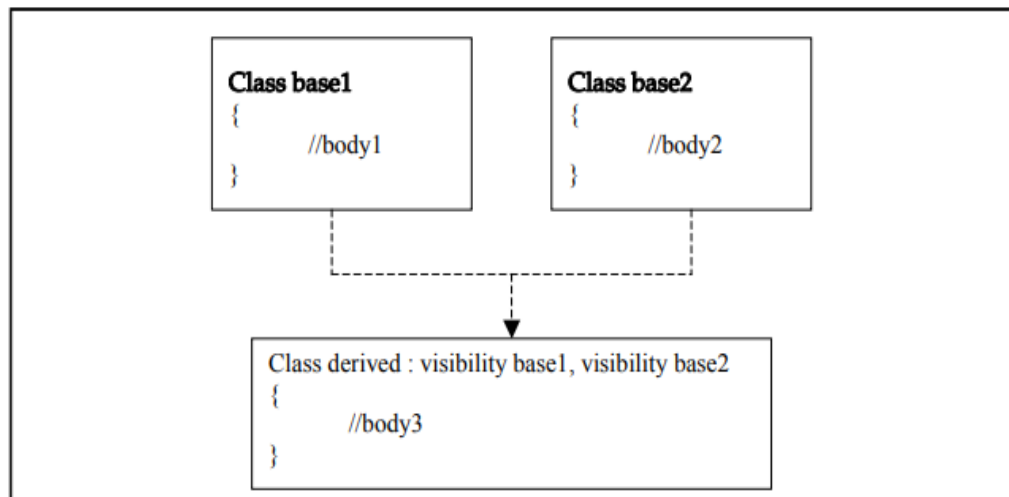 Class base1
{
//body1
}
Class base2
{
//body2
}
Class derived : visibility base1, visibility base2
{
//body3
}